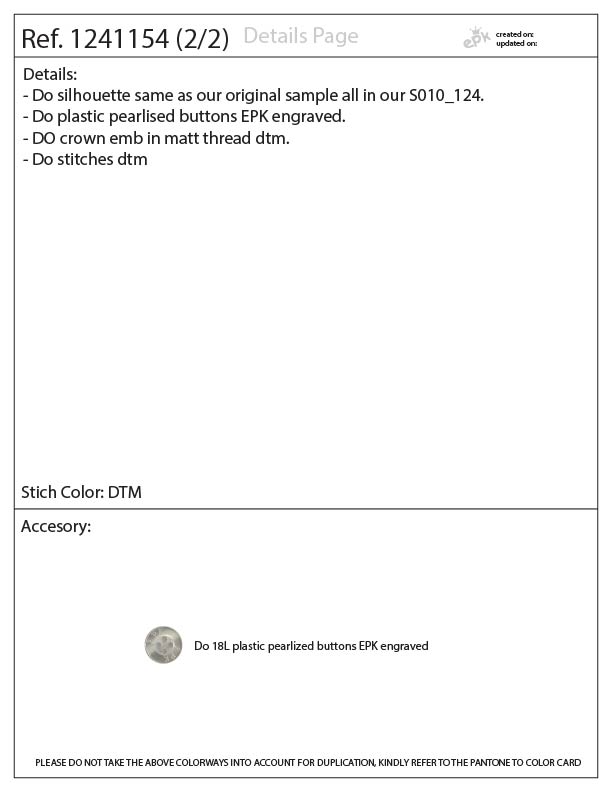 Ref. 1241154 (2/2) Details Page
epk
created on:
updated on:
Details:
- Do silhouette same as our original sample all in our S010_124.
- Do plastic pearlised buttons EPK engraved.
- DO crown emb in matt thread dtm.
- Do stitches dtm
Stich Color: DTM
Accesory:
Do 18L plastic pearlized buttons EPK engraved
PLEASE DO NOT TAKE THE ABOVE COLORWAYS INTO ACCOUNT FOR DUPLICATION, KINDLY REFER TO THE PANTONE TO COLOR CARD